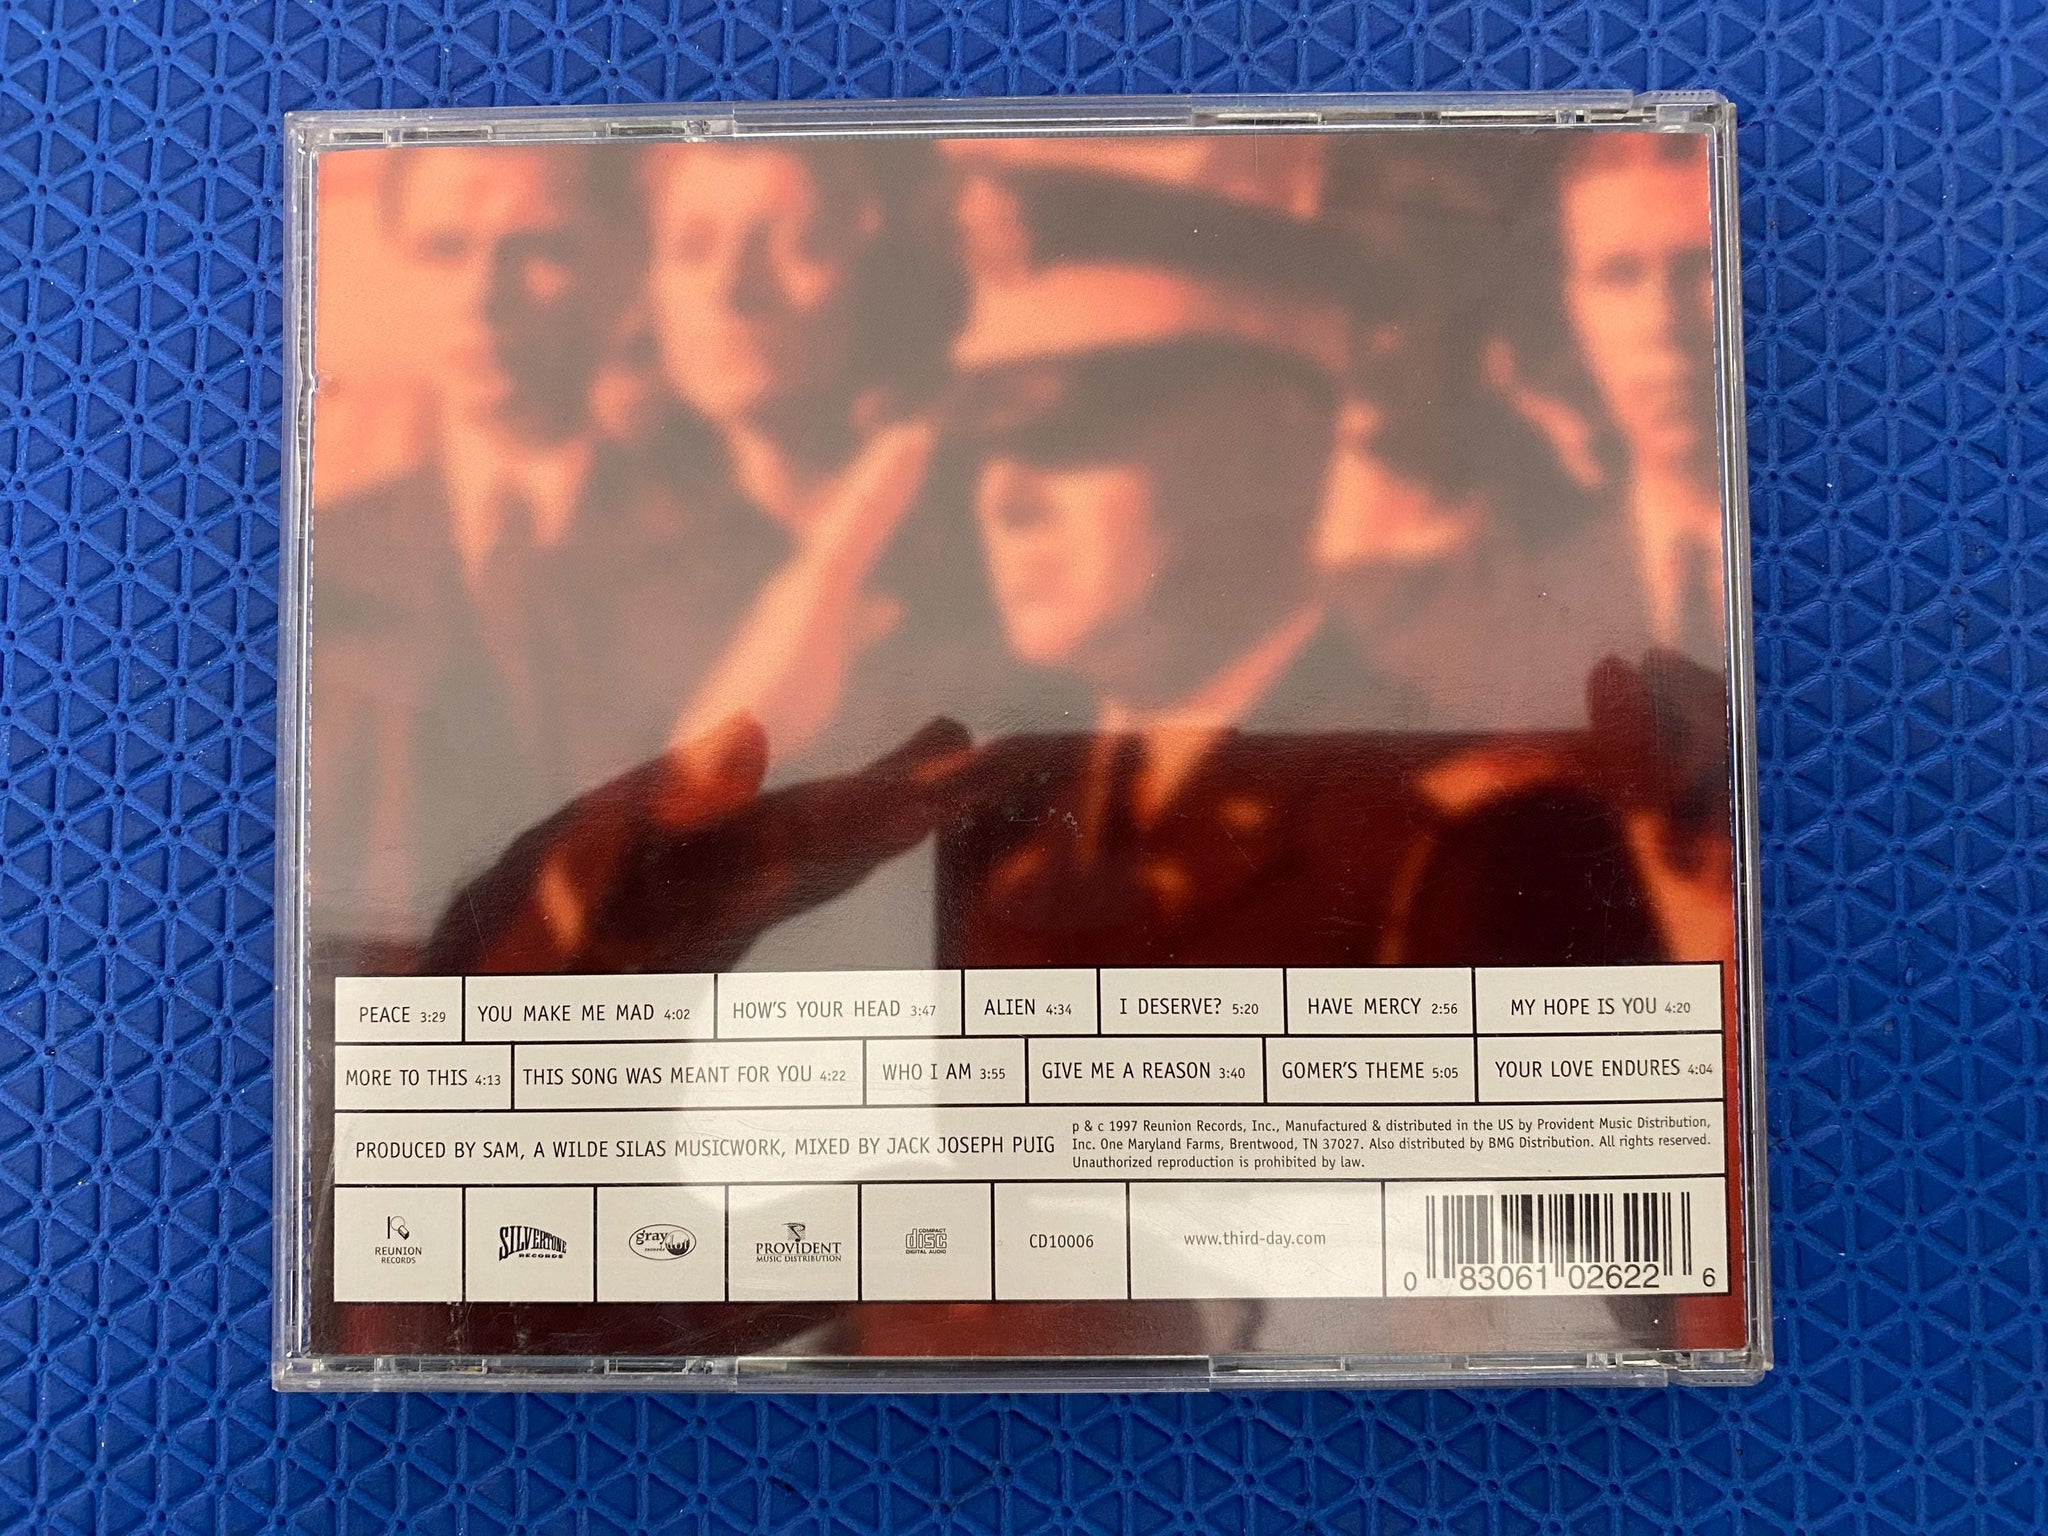 PEACE 3:29 YOU MAKE ME MAD 4:02 HOW'S YOUR HEAD 3:47 ALIEN 4:34 I DESERVE? 5:20 HAVE MERCY 2:56 MY HOPE IS YOU 4:20
MORE TO THIS 4:13 THIS SONG WAS MEANT FOR YOU 4:22 WHO I AM 3:55 GIVE ME A REASON 3:40 GOMER'S THEME 5:05 YOUR LOVE ENDURES 4:04
PRODUCED BY SAM, A WILDE SILAS MUSICWORK, MIXED BY JACK JOSEPH PUIG
p & c 1997 Reunion Records, Inc., Manufactured & distributed in the US by Provident Music Distribution,
Inc. One Maryland Farms, Brentwood, TN 37027. Also distributed by BMG Distribution. All rights reserved.
Unauthorized reproduction is prohibited by law.
REUNION
RECORDS
SILVERTONE
RECORDS
gray
records
PROVIDENT
MUSIC DISTRIBUTION
COMPACT
disc
DIGITAL AUDIO
CD10006
www.third-day.com
0 83061 02622 6